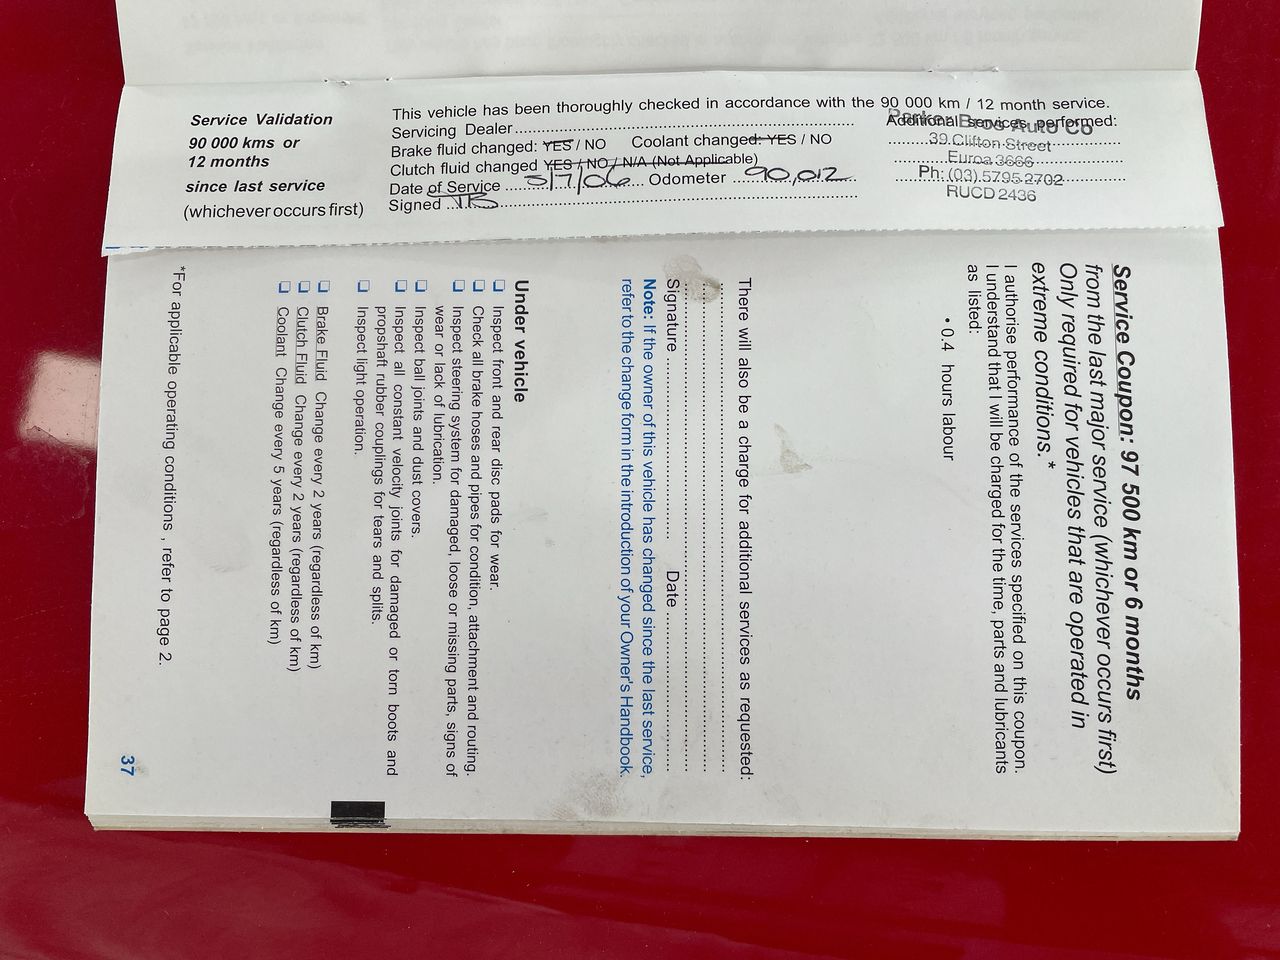 Service Validation
90 000 kms or
12 months
since last service
(whichever occurs first)
This vehicle has been thoroughly checked in accordance with the 90 000 km / 12 month service.
Servicing Dealer
Brake fluid changed: YES / NO Coolant changed: YES / NO
Clutch fluid changed YES / NO / N/A (Not Applicable)
Date of Service 5/7/06 Odometer 90,012
Signed
Additional services performed:
Parker Bros Auto Co
39 Clifton Street
Euroa 3666
Ph: (03) 5795 2702
RUCD 2436
Service Coupon: 97 500 km or 6 months
from the last major service (whichever occurs first)
Only required for vehicles that are operated in
extreme conditions. *
I authorise performance of the services specified on this coupon.
I understand that I will be charged for the time, parts and lubricants
as listed:
• 0.4 hours labour
There will also be a charge for additional services as requested:
Signature Date
Note: If the owner of this vehicle has changed since the last service,
refer to the change form in the introduction of your Owner's Handbook.
Under vehicle
❑ Inspect front and rear disc pads for wear.
❑ Check all brake hoses and pipes for condition, attachment and routing.
❑ Inspect steering system for damaged, loose or missing parts, signs of
wear or lack of lubrication.
❑ Inspect ball joints and dust covers.
❑ Inspect all constant velocity joints for damaged or torn boots and
propshaft rubber couplings for tears and splits.
❑ Inspect light operation.
❑ Brake Fluid Change every 2 years (regardless of km)
❑ Clutch Fluid Change every 2 years (regardless of km)
❑ Coolant Change every 5 years (regardless of km)
*For applicable operating conditions , refer to page 2.
37